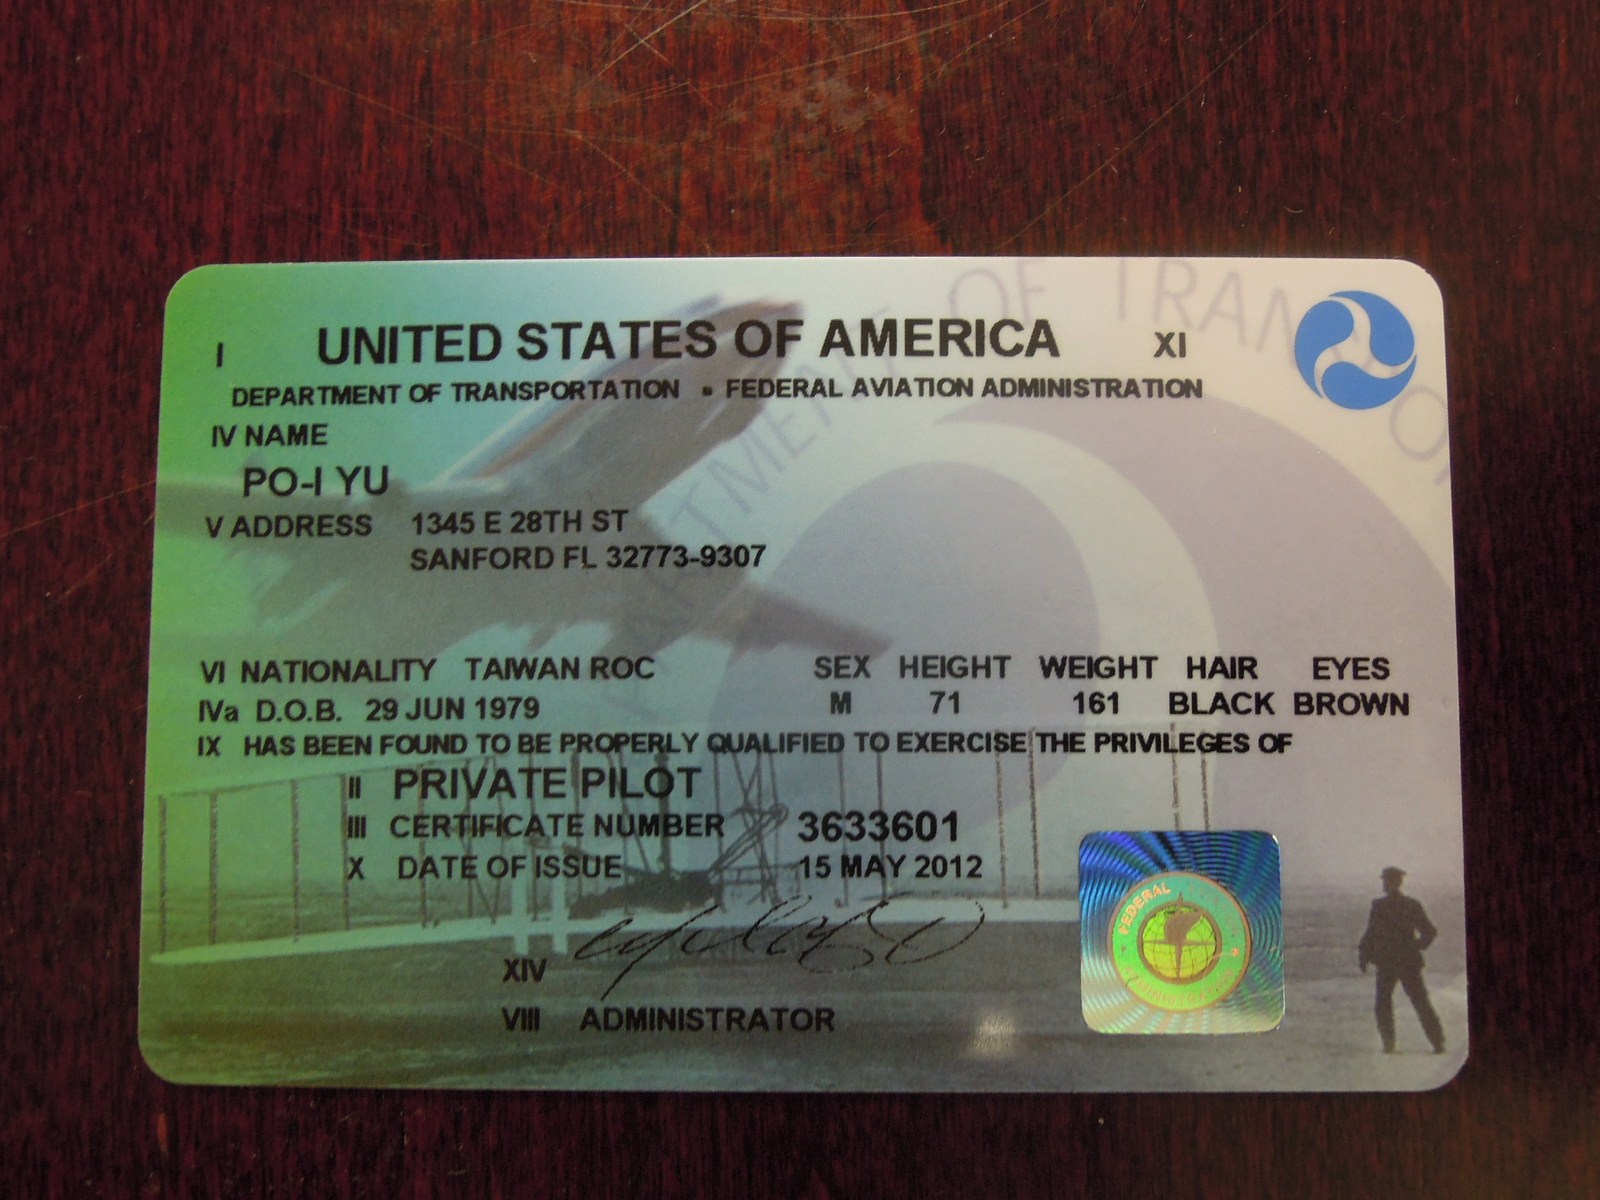 I UNITED STATES OF AMERICA XI
DEPARTMENT OF TRANSPORTATION ▪ FEDERAL AVIATION ADMINISTRATION
IV NAME
PO-I YU
V ADDRESS 1345 E 28TH ST
SANFORD FL 32773-9307
VI NATIONALITY TAIWAN ROC SEX HEIGHT WEIGHT HAIR EYES
IVa D.O.B. 29 JUN 1979 M 71 161 BLACK BROWN
IX HAS BEEN FOUND TO BE PROPERLY QUALIFIED TO EXERCISE THE PRIVILEGES OF
II PRIVATE PILOT
III CERTIFICATE NUMBER 3633601
X DATE OF ISSUE 15 MAY 2012
XIV
VIII ADMINISTRATOR
FEDERAL
ADMINISTRATION